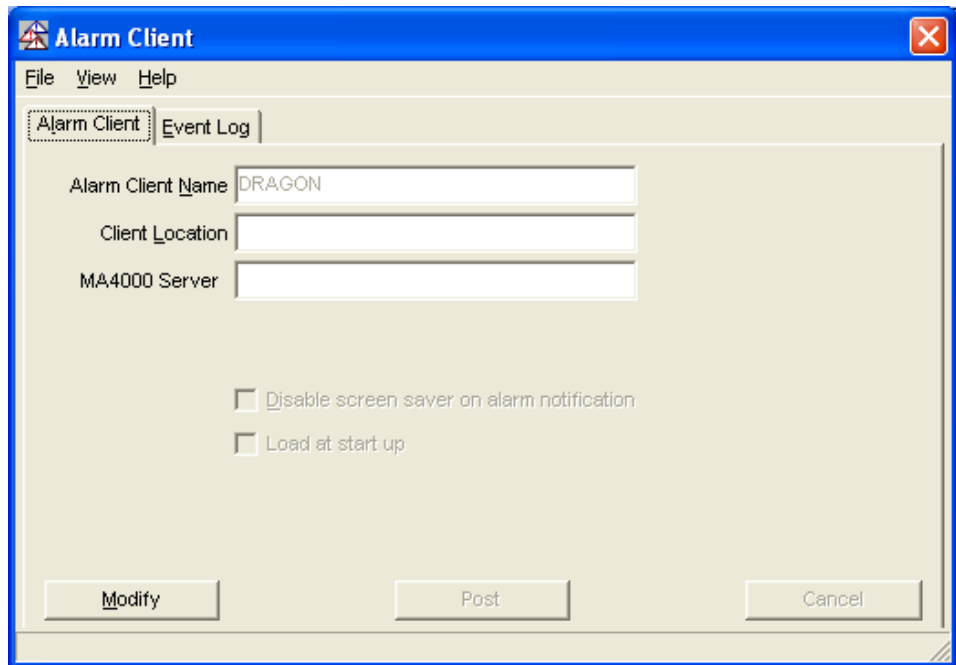 Alarm Client
File View Help
Alarm Client Event Log
Alarm Client Name DRAGON
Client Location
MA4000 Server
Disable screen saver on alarm notification
Load at start up
Modify Post Cancel